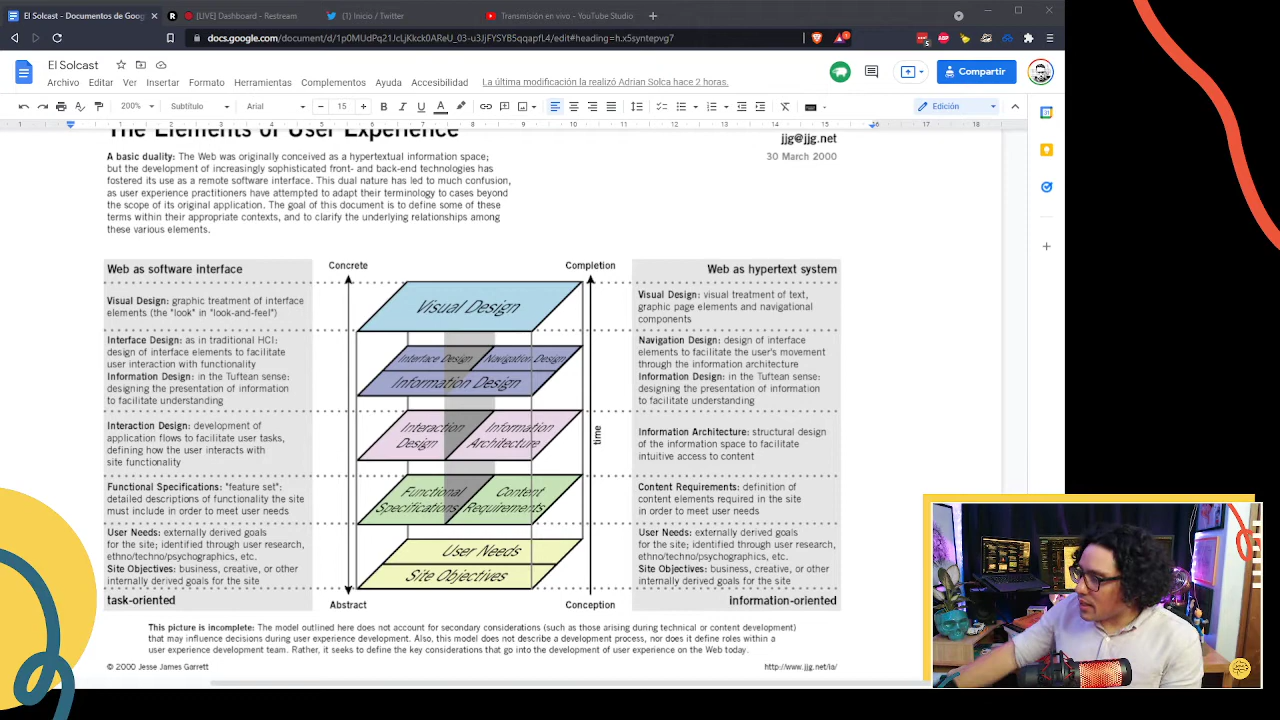 El Solcast - Documentos de Goog
[LIVE] Dashboard - Restream
(1) Inicio / Twitter
Transmisión en vivo - YouTube Studio
docs.google.com/document/d/1p0MUdPq21JcLjKkck0AReU_03-u3JjFYSYB5qqapfL4/edit#heading=h.x5syntepvg7
El Solcast
Archivo Editar Ver Insertar Formato Herramientas Complementos Ayuda Accesibilidad
La última modificación la realizó Adrian Solca hace 2 horas.
Compartir
200% Subtítulo Arial 15 Edición
1 1 2 3 4 5 6 7 8 9 10 11 12 13 14 15 16 17 18
The Elements of User Experience
jjg@jjg.net
30 March 2000
A basic duality: The Web was originally conceived as a hypertextual information space;
but the development of increasingly sophisticated front- and back-end technologies has
fostered its use as a remote software interface. This dual nature has led to much confusion,
as user experience practitioners have attempted to adapt their terminology to cases beyond
the scope of its original application. The goal of this document is to define some of these
terms within their appropriate contexts, and to clarify the underlying relationships among
these various elements.
Web as software interface
Visual Design: graphic treatment of interface
elements (the "look" in "look-and-feel")
Interface Design: as in traditional HCI:
design of interface elements to facilitate
user interaction with functionality
Information Design: in the Tuftean sense:
designing the presentation of information
to facilitate understanding
Interaction Design: development of
application flows to facilitate user tasks,
defining how the user interacts with
site functionality
Functional Specifications: "feature set":
detailed descriptions of functionality the site
must include in order to meet user needs
User Needs: externally derived goals
for the site; identified through user research,
ethno/techno/psychographics, etc.
Site Objectives: business, creative, or other
internally derived goals for the site
task-oriented
Concrete
Completion
Visual Design
Interface Design
Navigation Design
Information Design
Interaction
Design
Information
Architecture
Functional
Specifications
Content
Requirements
User Needs
Site Objectives
time
Abstract
Conception
Web as hypertext system
Visual Design: visual treatment of text,
graphic page elements and navigational
components
Navigation Design: design of interface
elements to facilitate the user's movement
through the information architecture
Information Design: in the Tuftean sense:
designing the presentation of information
to facilitate understanding
Information Architecture: structural design
of the information space to facilitate
intuitive access to content
Content Requirements: definition of
content elements required in the site
in order to meet user needs
User Needs: externally derived goals
for the site; identified through user research,
ethno/techno/psychographics, etc.
Site Objectives: business, creative, or other
internally derived goals for the site
information-oriented
This picture is incomplete: The model outlined here does not account for secondary considerations (such as those arising during technical or content development)
that may influence decisions during user experience development. Also, this model does not describe a development process, nor does it define roles within a
user experience development team. Rather, it seeks to define the key considerations that go into the development of user experience on the Web today.
© 2000 Jesse James Garrett
http://www.jjg.net/ia/